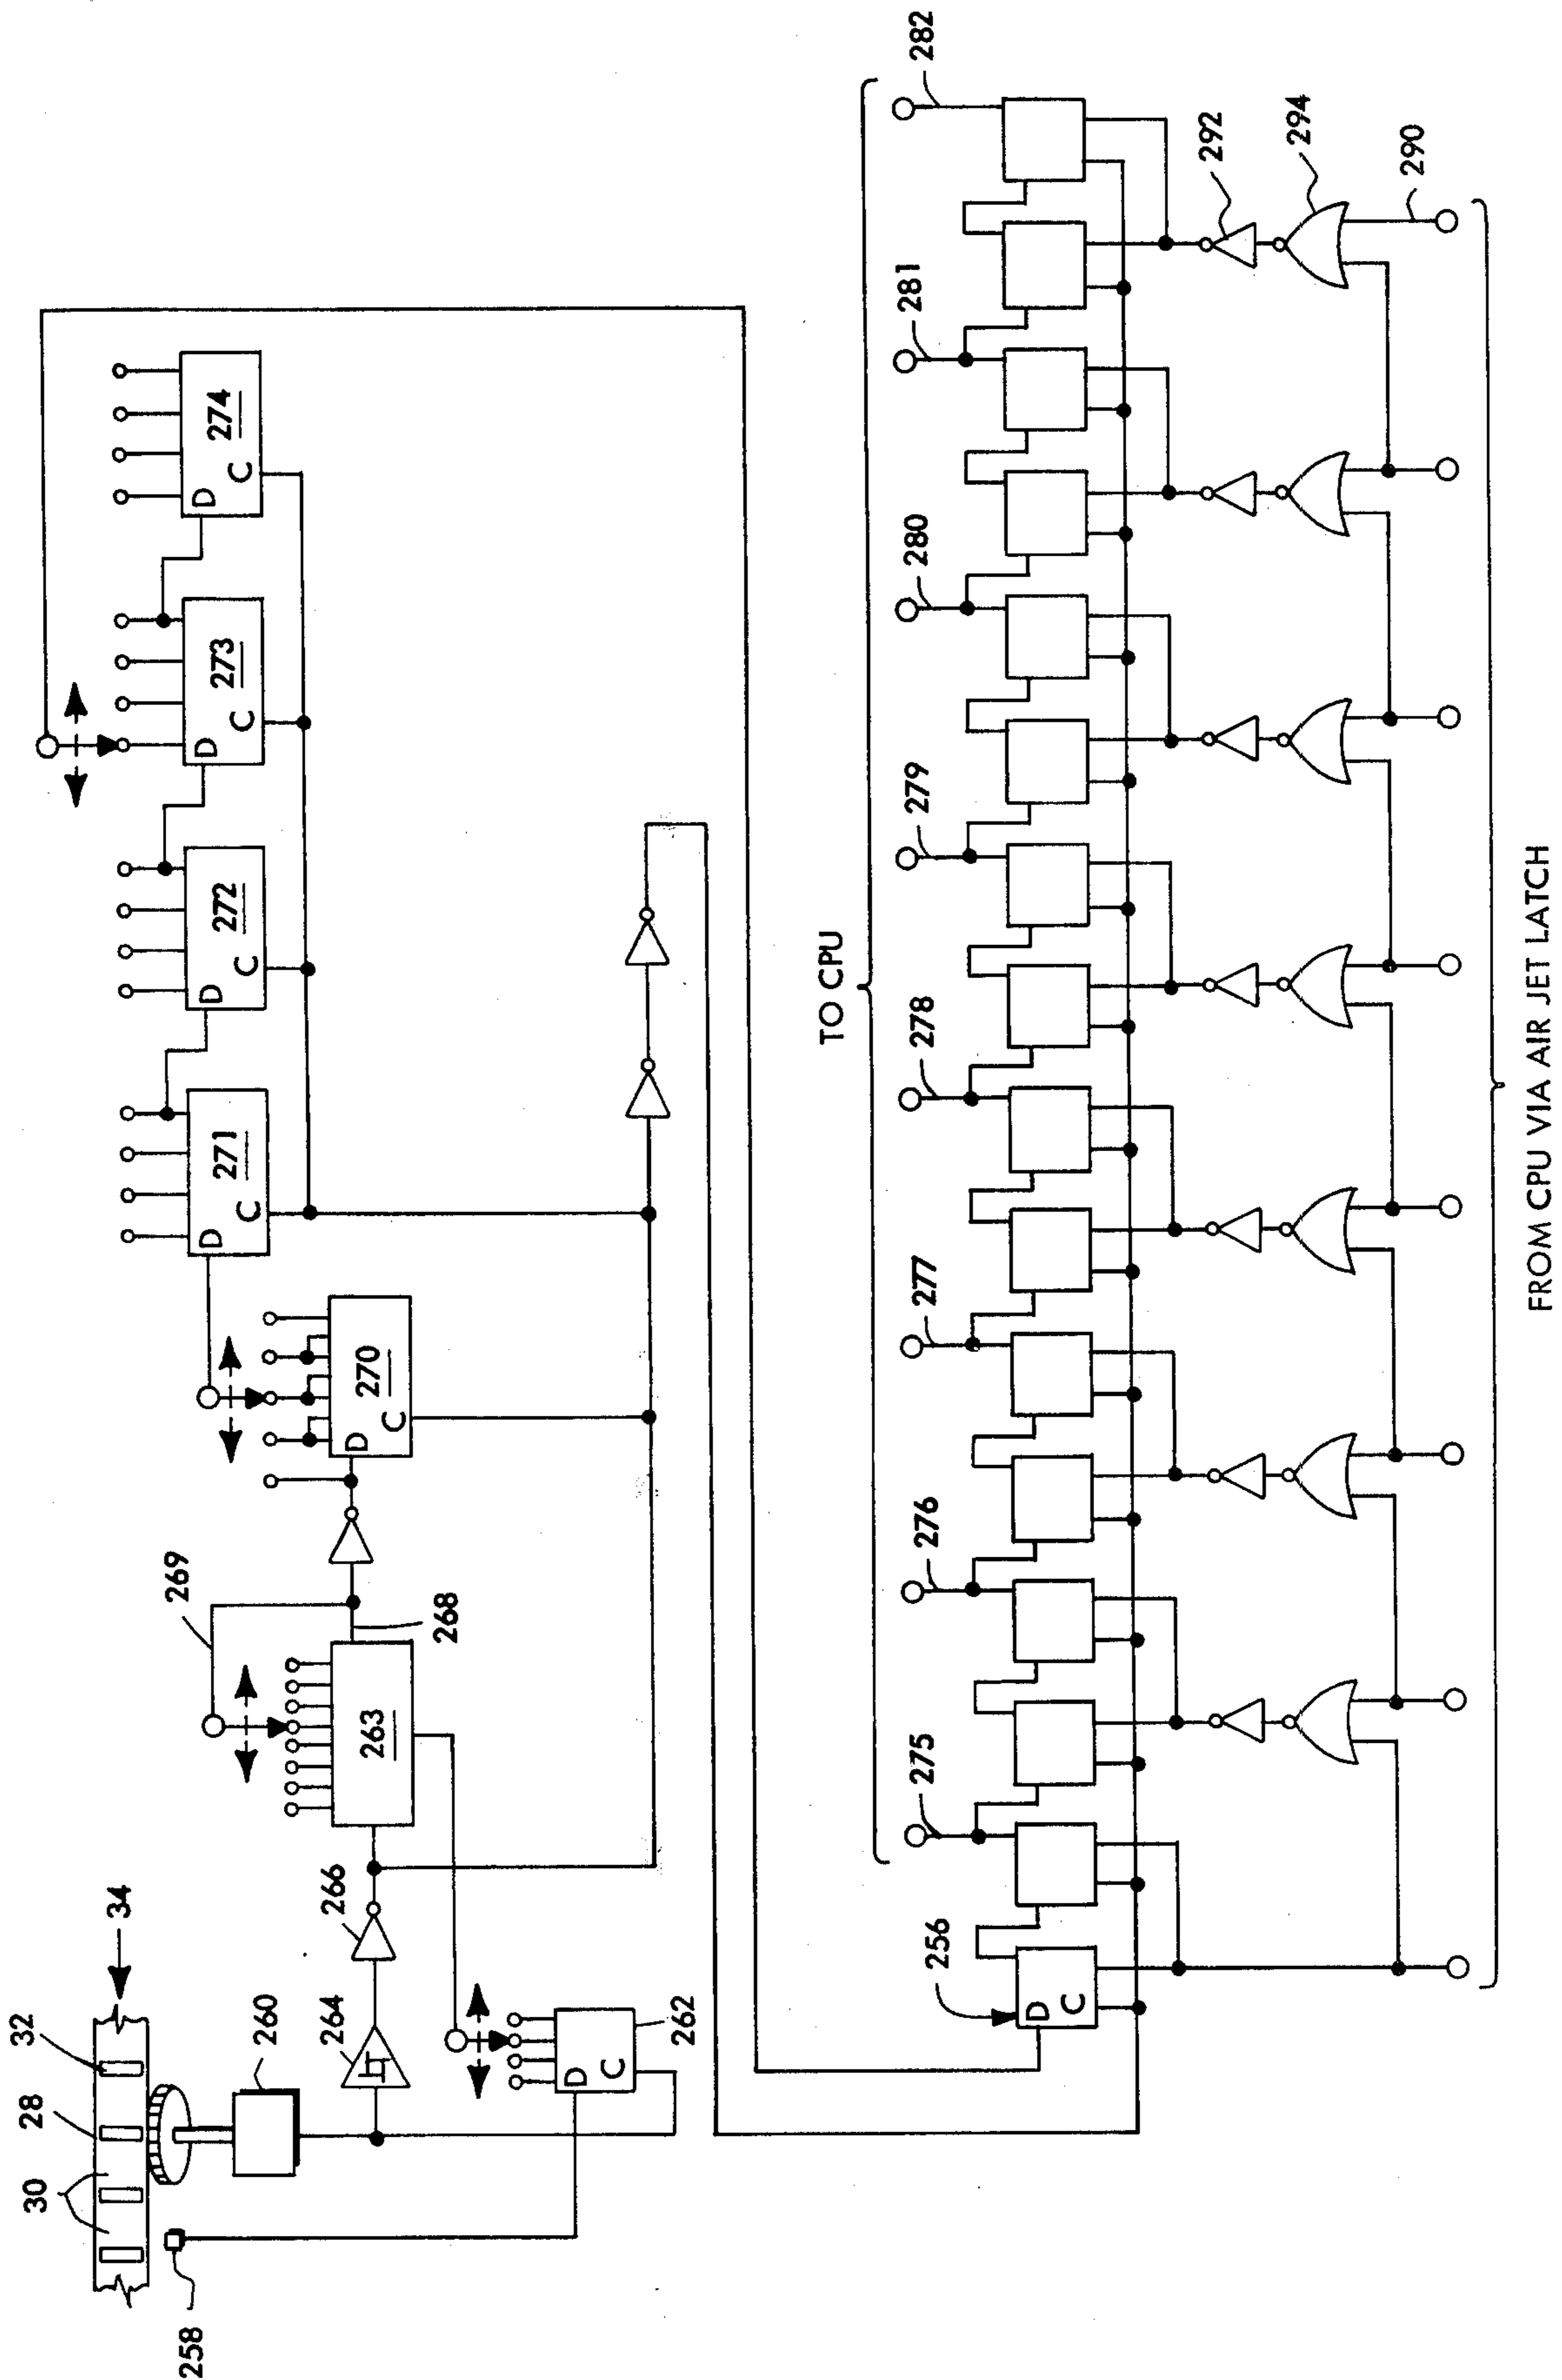 34
32
28
30
258
260
264
266
262
263
268
269
270
D
C
271
D
C
272
D
C
273
D
C
274
D
C
D
C
TO CPU
256
D
C
275
276
277
278
279
280
281
282
292
294
290
FROM CPU VIA AIR JET LATCH